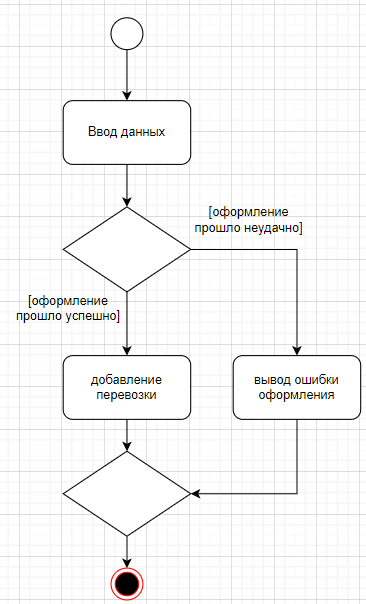 Ввод данных
[оформление
прошло неудачно]
[оформление
прошло успешно]
добавление
перевозки
вывод ошибки
оформления